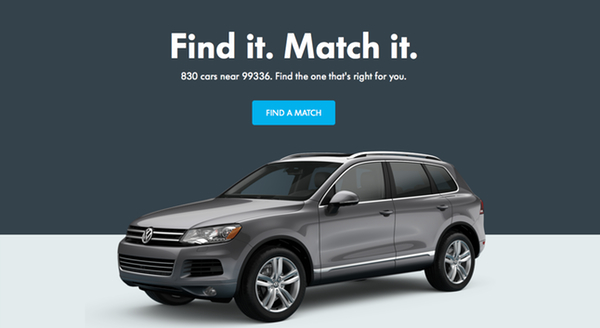 Find it. Match it.
830 cars near 99336. Find the one that's right for you.
FIND A MATCH